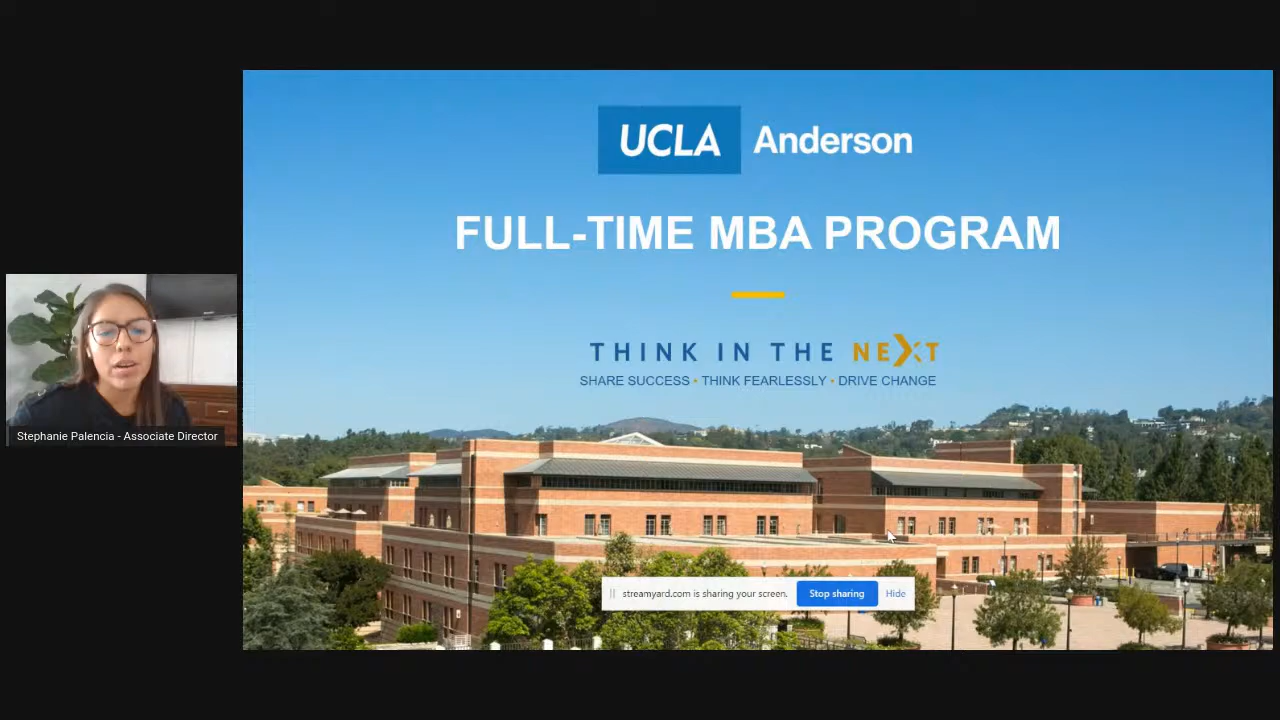 UCLA Anderson
FULL-TIME MBA PROGRAM
THINK IN THE NEXT
SHARE SUCCESS • THINK FEARLESSLY • DRIVE CHANGE
Stephanie Palencia - Associate Director
streamyard.com is sharing your screen. Stop sharing Hide